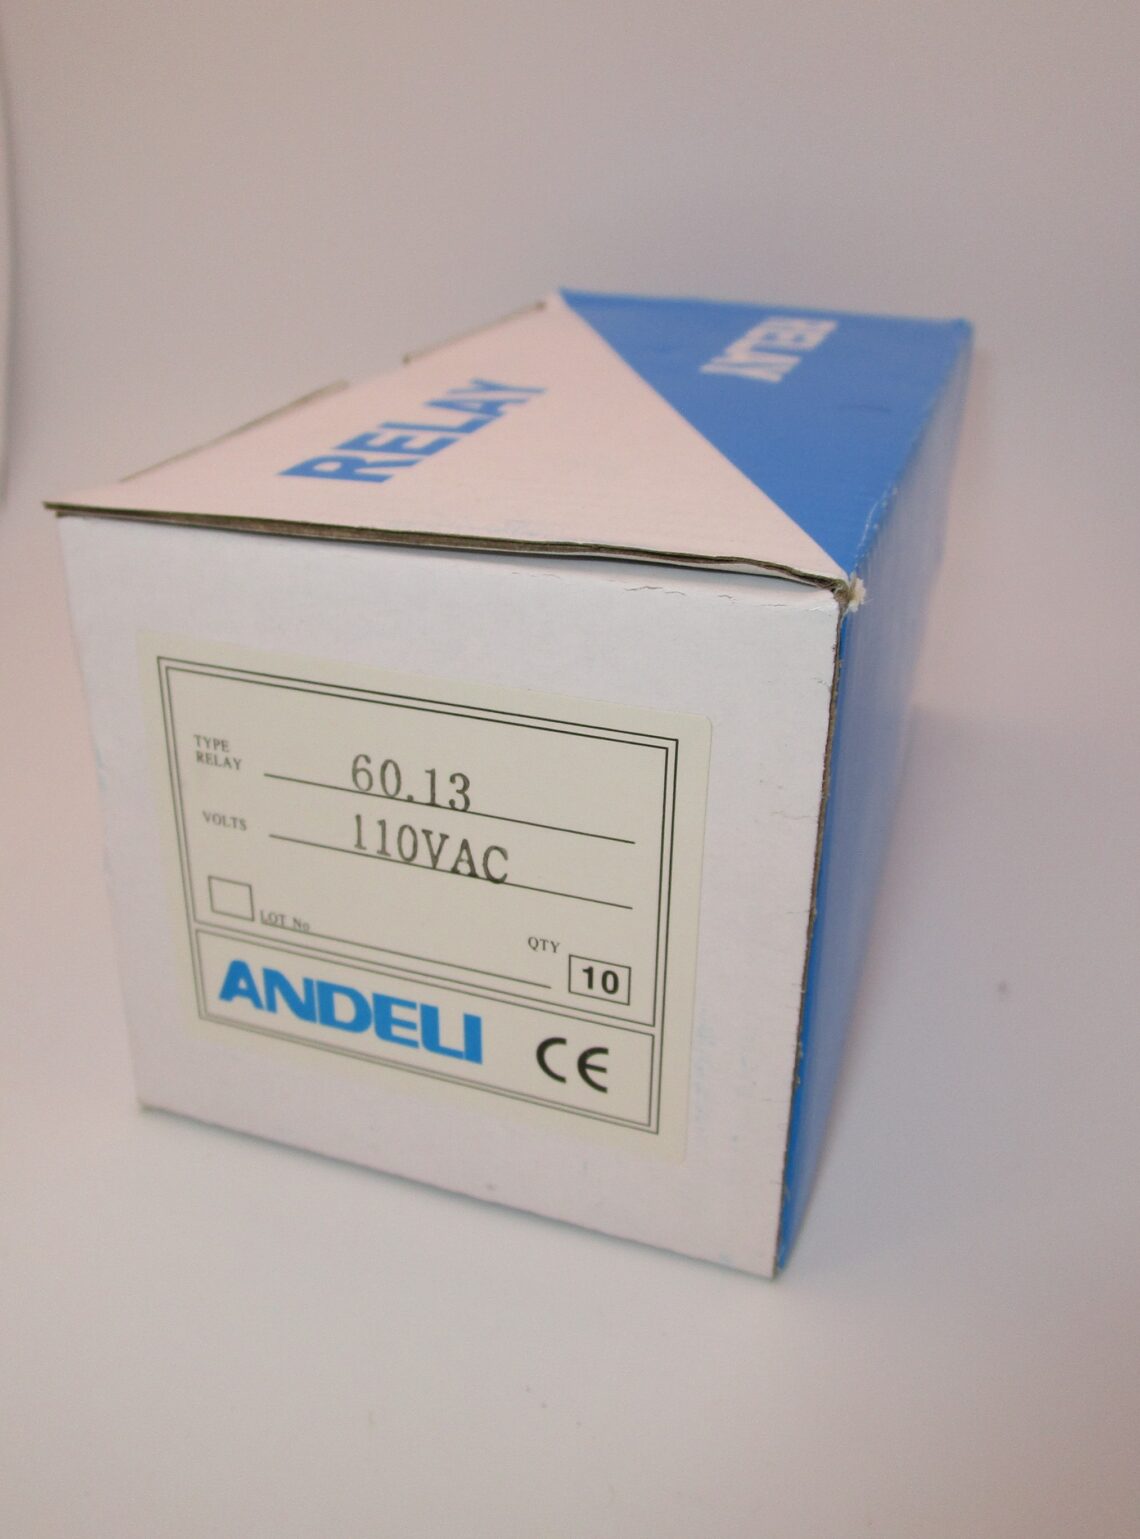 RELAY
RELAY
TYPE
RELAY
60.13
VOLTS
110VAC
LOT No
QTY
10
ANDELI
CE